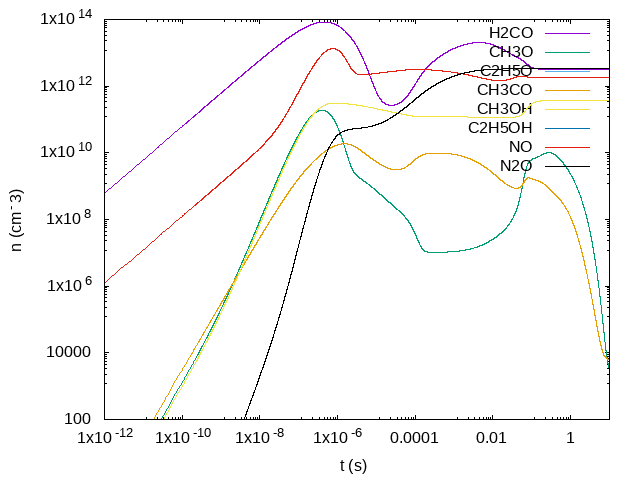 1x10^14
1x10^12
1x10^10
1x10^8
1x10^6
10000
100
n (cm^-3)
H2CO
CH3O
C2H5O
CH3CO
CH3OH
C2H5OH
NO
N2O
1x10^-12 1x10^-10 1x10^-8 1x10^-6 0.0001 0.01 1
t (s)